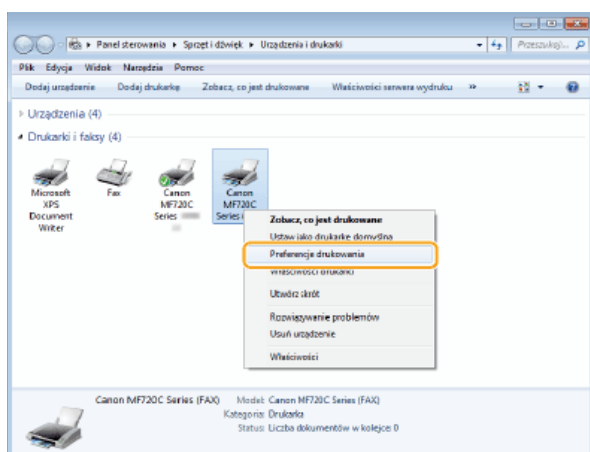 Panel sterowania ▸ Sprzęt i dźwięk ▸ Urządzenia i drukarki
Przeszukaj...
Plik Edycja Widok Narzędzia Pomoc
Dodaj urządzenie Dodaj drukarkę Zobacz, co jest drukowane Właściwości serwera wydruku »
Urządzenia (4)
Drukarki i faksy (4)
Microsoft XPS Document Writer
Fax
Canon MF720C Series
Canon MF720C Series
Zobacz, co jest drukowane
Ustaw jako drukarkę domyślną
Preferencje drukowania
Właściwości drukarki
Utwórz skrót
Rozwiązywanie problemów
Usuń urządzenie
Właściwości
Canon MF720C Series (FAX) Model: Canon MF720C Series (FAX)
Kategoria: Drukarka
Status: Liczba dokumentów w kolejce: 0